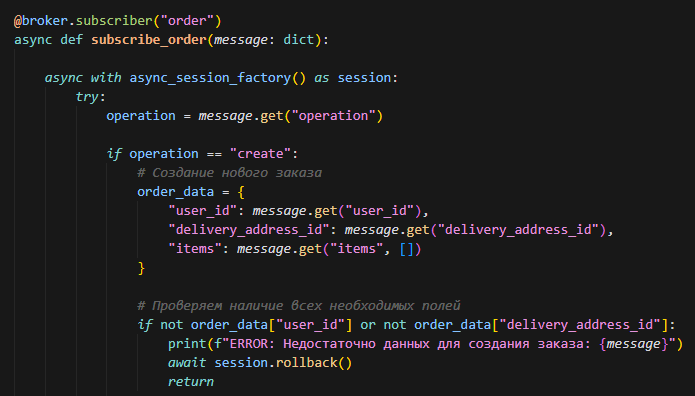 @broker.subscriber("order")
async def subscribe_order(message: dict):
    async with async_session_factory() as session:
        try:
            operation = message.get("operation")
            if operation == "create":
                # Создание нового заказа
                order_data = {
                    "user_id": message.get("user_id"),
                    "delivery_address_id": message.get("delivery_address_id"),
                    "items": message.get("items", [])
                }
                # Проверяем наличие всех необходимых полей
                if not order_data["user_id"] or not order_data["delivery_address_id"]:
                    print(f"ERROR: Недостаточно данных для создания заказа: {message}")
                    await session.rollback()
                    return